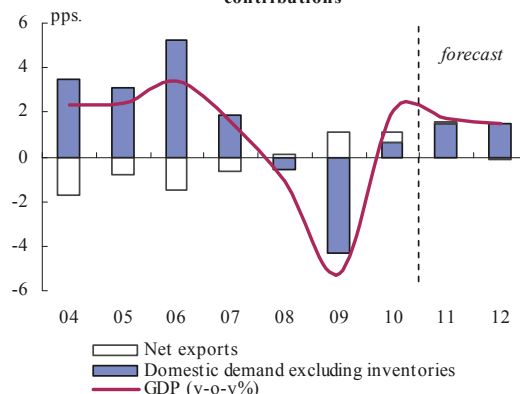 contributions
pps.
forecast
6
4
2
0
-2
-4
-6
04 05 06 07 08 09 10 11 12
Net exports
Domestic demand excluding inventories
GDP (y-o-y%)